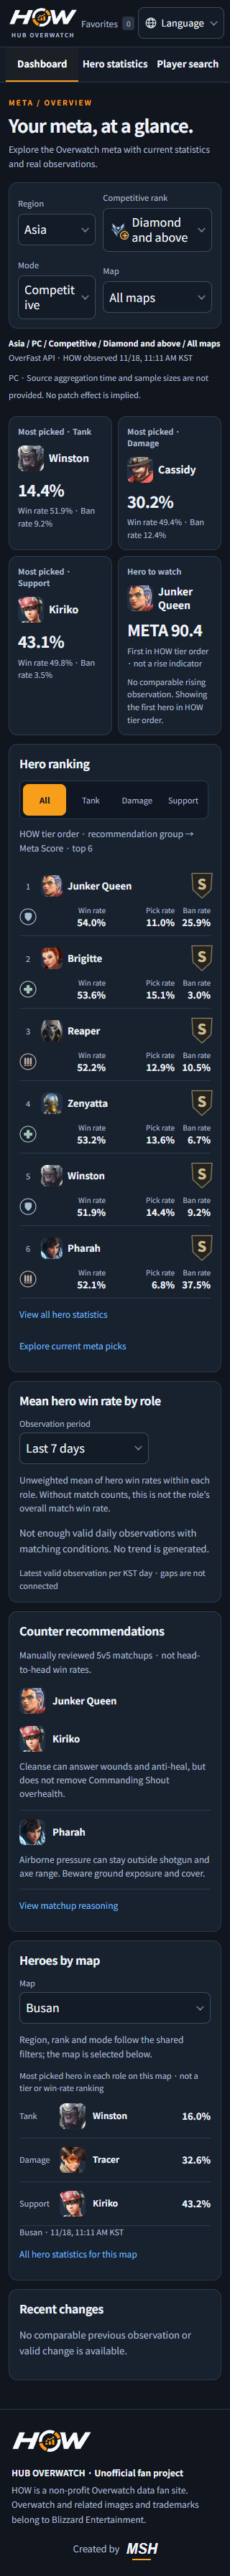 HOW
HUB OVERWATCH
Favorites 0
Language
Dashboard Hero statistics Player search
META / OVERVIEW
Your meta, at a glance.
Explore the Overwatch meta with current statistics
and real observations.
Region
Asia
Competitive rank
Diamond
and above
Mode
Competit
ive
Map
All maps
Asia / PC / Competitive / Diamond and above / All maps
OverFast API · HOW observed 11/18, 11:11 AM KST
PC · Source aggregation time and sample sizes are not
provided. No patch effect is implied.
Most picked · Tank
Winston
14.4%
Win rate 51.9% · Ban
rate 9.2%
Most picked ·
Damage
Cassidy
30.2%
Win rate 49.4% · Ban
rate 12.4%
Most picked ·
Support
Kiriko
43.1%
Win rate 49.8% · Ban
rate 3.5%
Hero to watch
Junker
Queen
META 90.4
First in HOW tier order
· not a rise indicator
No comparable rising
observation. Showing
the first hero in HOW
tier order.
Hero ranking
All Tank Damage Support
HOW tier order · recommendation group →
Meta Score · top 6
1 Junker Queen S
Win rate Pick rate Ban rate
54.0% 11.0% 25.9%
2 Brigitte S
Win rate Pick rate Ban rate
53.6% 15.1% 3.0%
3 Reaper S
Win rate Pick rate Ban rate
52.2% 12.9% 10.5%
4 Zenyatta S
Win rate Pick rate Ban rate
53.2% 13.6% 6.7%
5 Winston S
Win rate Pick rate Ban rate
51.9% 14.4% 9.2%
6 Pharah S
Win rate Pick rate Ban rate
52.1% 6.8% 37.5%
View all hero statistics
Explore current meta picks
Mean hero win rate by role
Observation period
Last 7 days
Unweighted mean of hero win rates within each
role. Without match counts, this is not the role's
overall match win rate.
Not enough valid daily observations with
matching conditions. No trend is generated.
Latest valid observation per KST day · gaps are not
connected
Counter recommendations
Manually reviewed 5v5 matchups · not head-
to-head win rates.
Junker Queen
Kiriko
Cleanse can answer wounds and anti-heal, but
does not remove Commanding Shout
overhealth.
Pharah
Airborne pressure can stay outside shotgun and
axe range. Beware ground exposure and cover.
View matchup reasoning
Heroes by map
Map
Busan
Region, rank and mode follow the shared
filters; the map is selected below.
Most picked hero in each role on this map · not a
tier or win-rate ranking
Tank Winston 16.0%
Damage Tracer 32.6%
Support Kiriko 43.2%
Busan · 11/18, 11:11 AM KST
All hero statistics for this map
Recent changes
No comparable previous observation or
valid change is available.
HOW
HUB OVERWATCH · Unofficial fan project
HOW is a non-profit Overwatch data fan site.
Overwatch and related images and trademarks
belong to Blizzard Entertainment.
Created by MSH